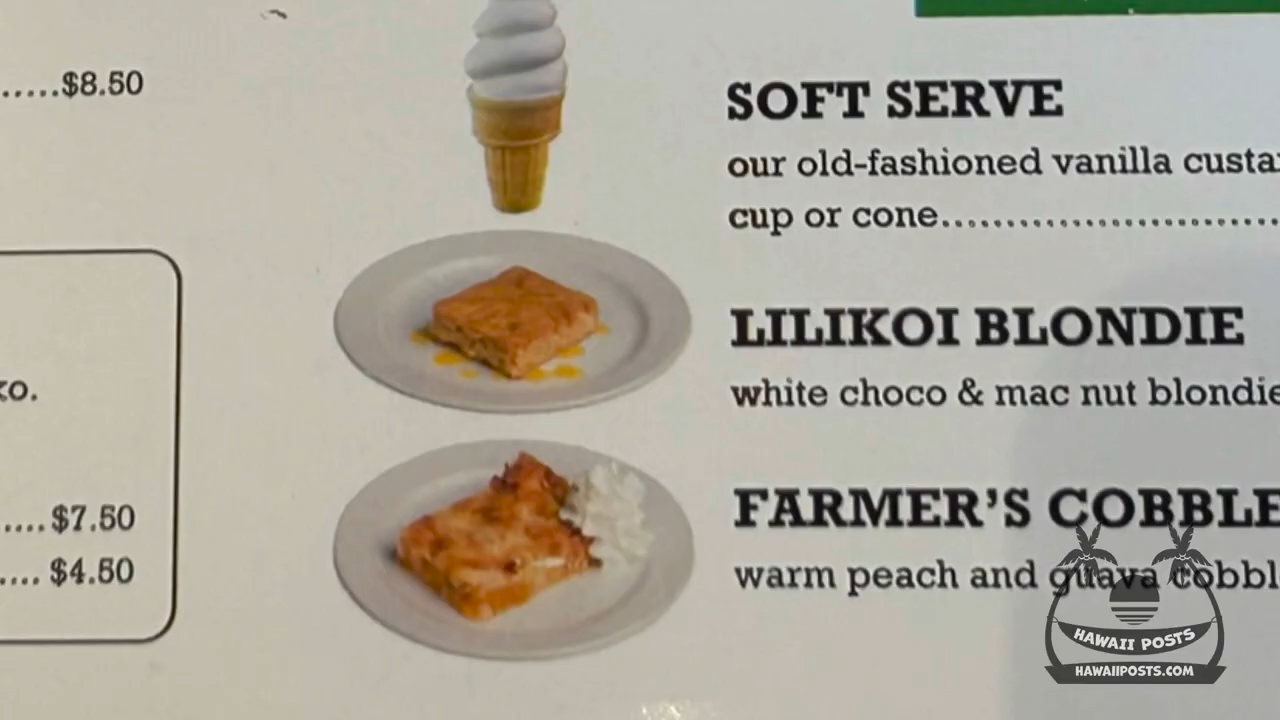 .....$8.50
ko.
....$7.50
.... $4.50
SOFT SERVE
our old-fashioned vanilla custa
cup or cone..............................
LILIKOI BLONDIE
white choco & mac nut blondie
FARMER'S COBBLE
warm peach and guava cobbl
HAWAII POSTS
HAWAIIPOSTS.COM